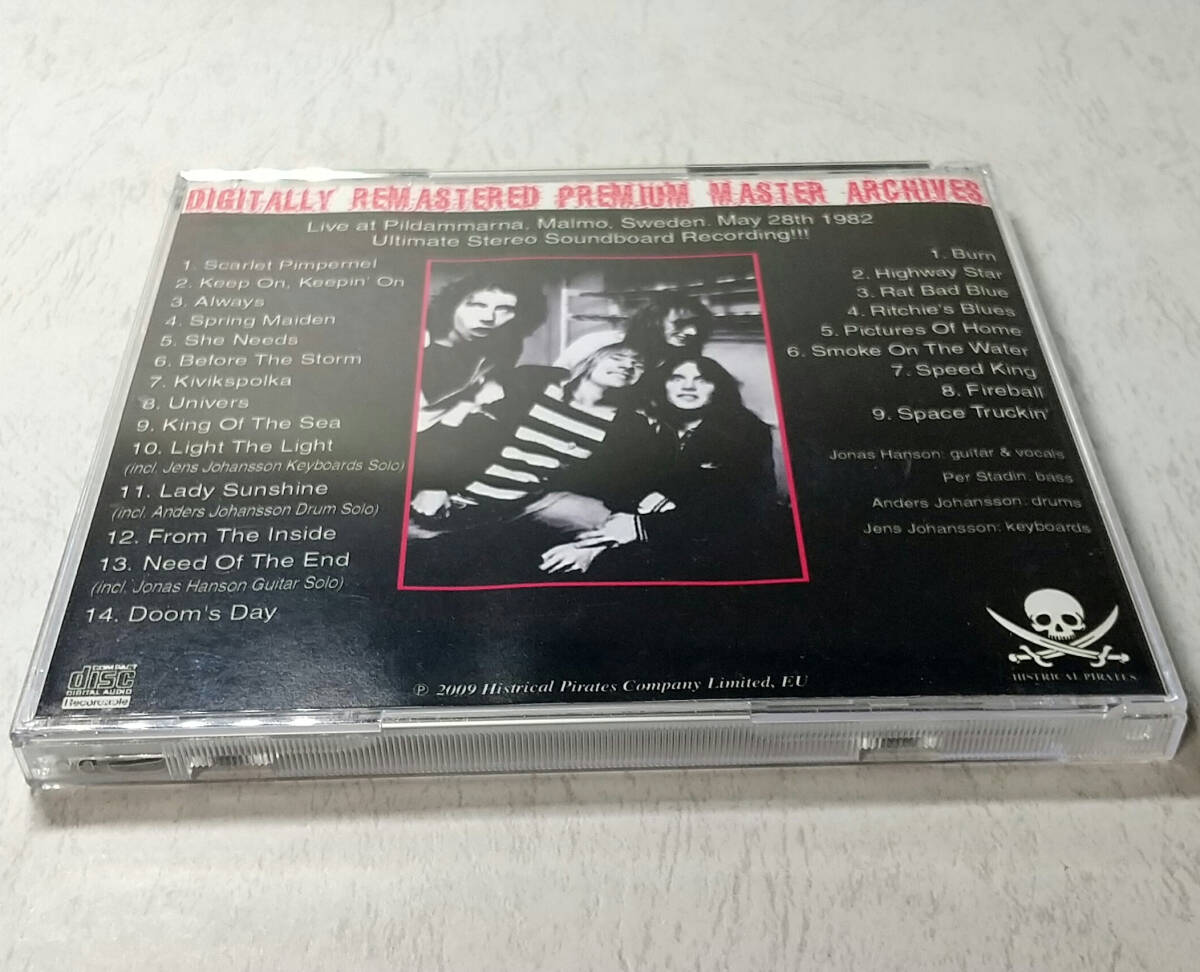 DIGITALLY REMASTERED PREMIUM MASTER ARCHIVES
Live at Pildammarna, Malmo, Sweden. May 28th 1982
Ultimate Stereo Soundboard Recording!!!
1. Scarlet Pimpernel
2. Keep On, Keepin' On
3. Always
4. Spring Maiden
5. She Needs
6. Before The Storm
7. Kivikspolka
8. Univers
9. King Of The Sea
10. Light The Light
(incl. Jens Johansson Keyboards Solo)
11. Lady Sunshine
(incl. Anders Johansson Drum Solo)
12. From The Inside
13. Need Of The End
(incl. Jonas Hanson Guitar Solo)
14. Doom's Day
1. Burn
2. Highway Star
3. Rat Bad Blue
4. Ritchie's Blues
5. Pictures Of Home
6. Smoke On The Water
7. Speed King
8. Fireball
9. Space Truckin'
Jonas Hanson: guitar & vocals
Per Stadin: bass
Anders Johansson: drums
Jens Johansson: keyboards
HISTRICAL PIRATES
COMPACT
disc
DIGITAL AUDIO
Recordable
℗ 2009 Histrical Pirates Company Limited, EU